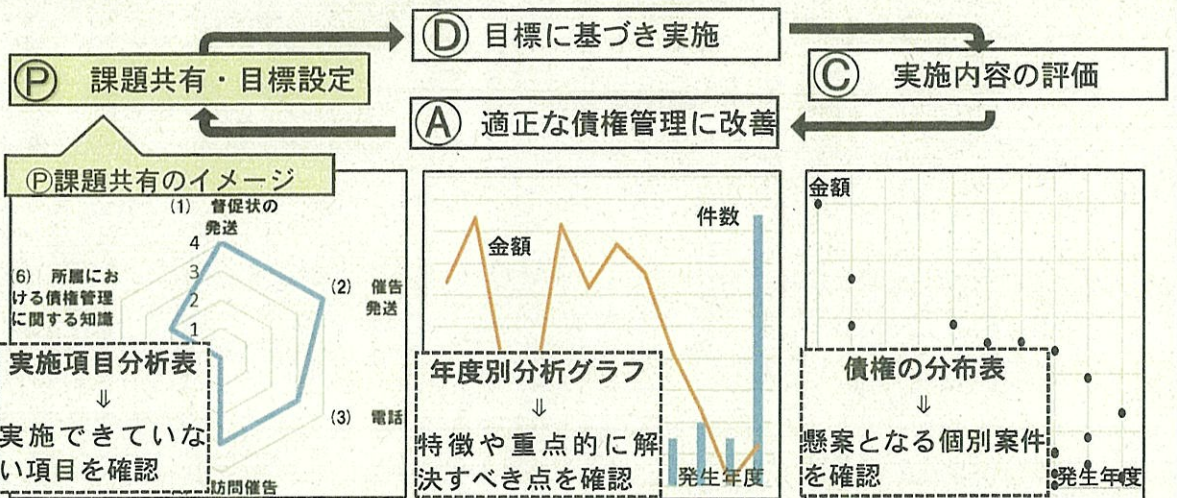 Ⓓ 目標に基づき実施
Ⓟ 課題共有・目標設定
Ⓒ 実施内容の評価
Ⓐ 適正な債権管理に改善
Ⓟ課題共有のイメージ
(1) 督促状の
発送
4
3
2
1
(2) 催告
発送
(3) 電話
訪問催告
(6) 所属にお
ける債権管理
に関する知識
実施項目分析表
⇓
実施できていな
い項目を確認
金額
件数
発生年度
年度別分析グラフ
⇓
特徴や重点的に解
決すべき点を確認
金額
発生年度
債権の分布表
⇓
懸案となる個別案件
を確認